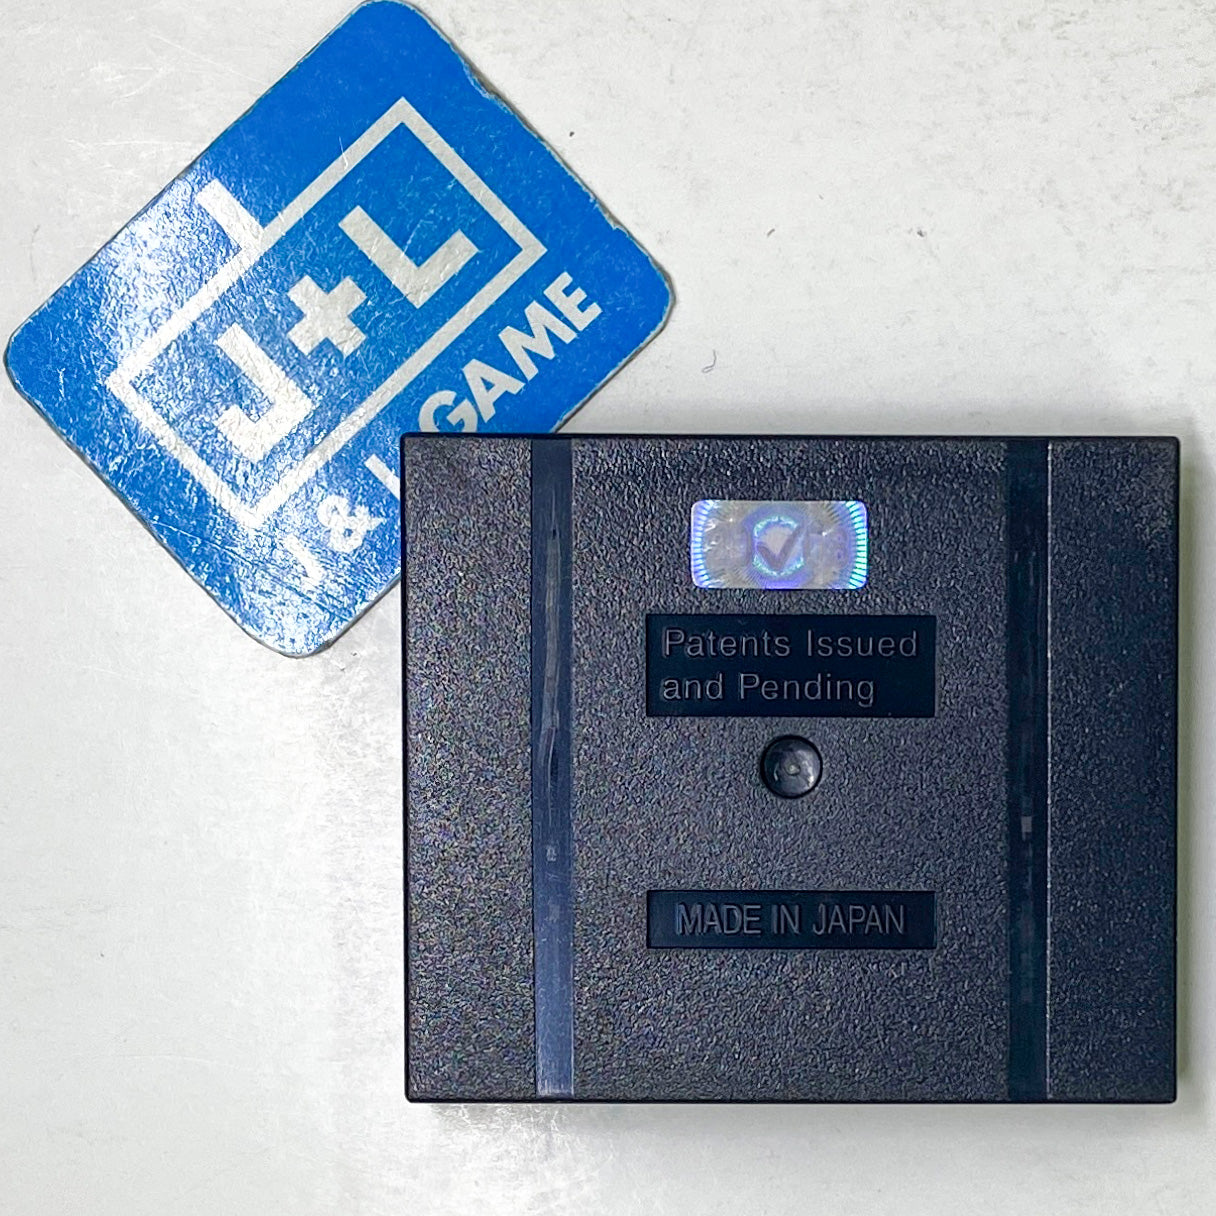 J+L
J & L GAME
Patents Issued
and Pending
MADE IN JAPAN